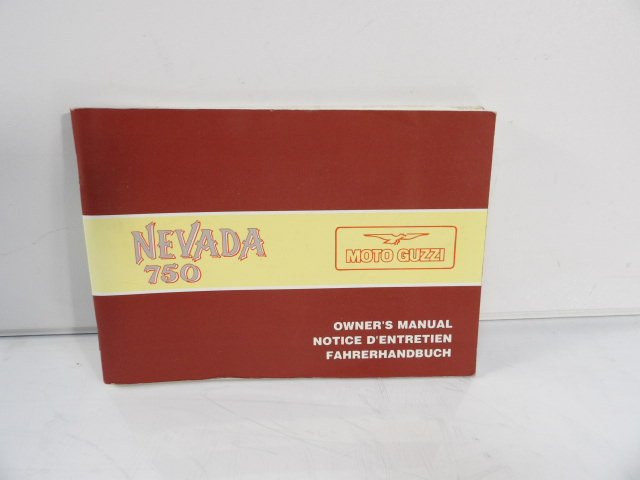 NEVADA
750
MOTO GUZZI
OWNER'S MANUAL
NOTICE D'ENTRETIEN
FAHRERHANDBUCH